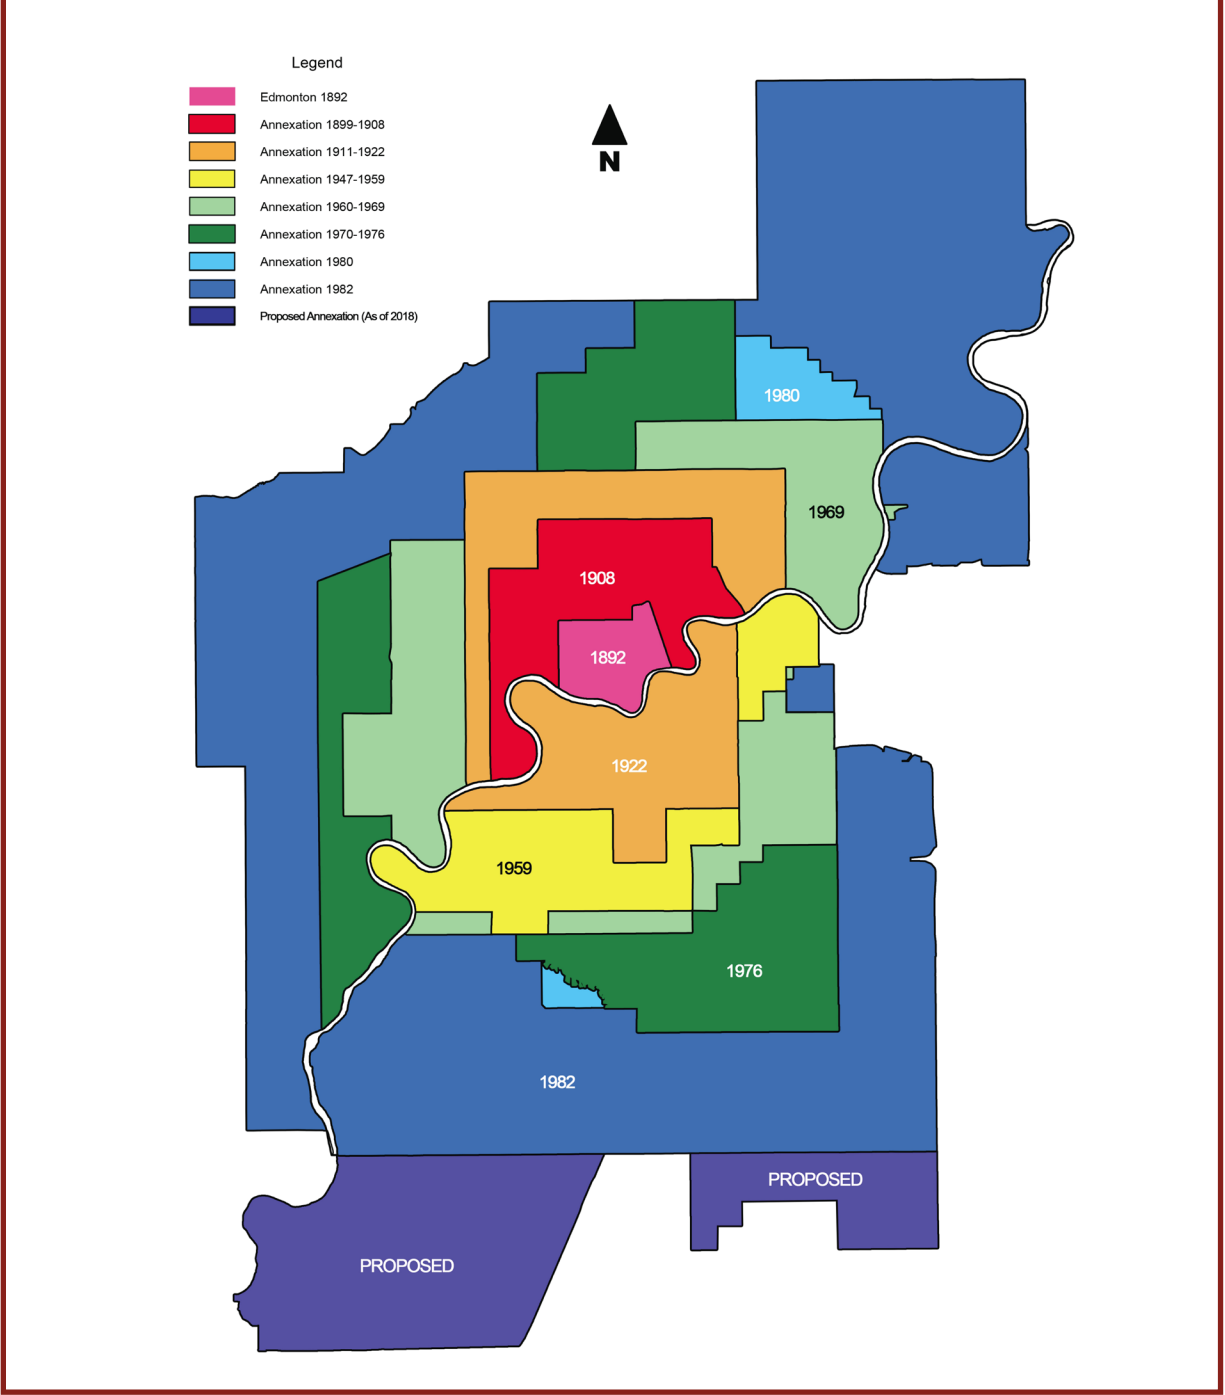 Legend
Edmonton 1892
Annexation 1899-1908
Annexation 1911-1922
Annexation 1947-1959
Annexation 1960-1969
Annexation 1970-1976
Annexation 1980
Annexation 1982
Proposed Annexation (As of 2018)
N
1980
1969
1908
1892
1922
1959
1976
1982
PROPOSED
PROPOSED